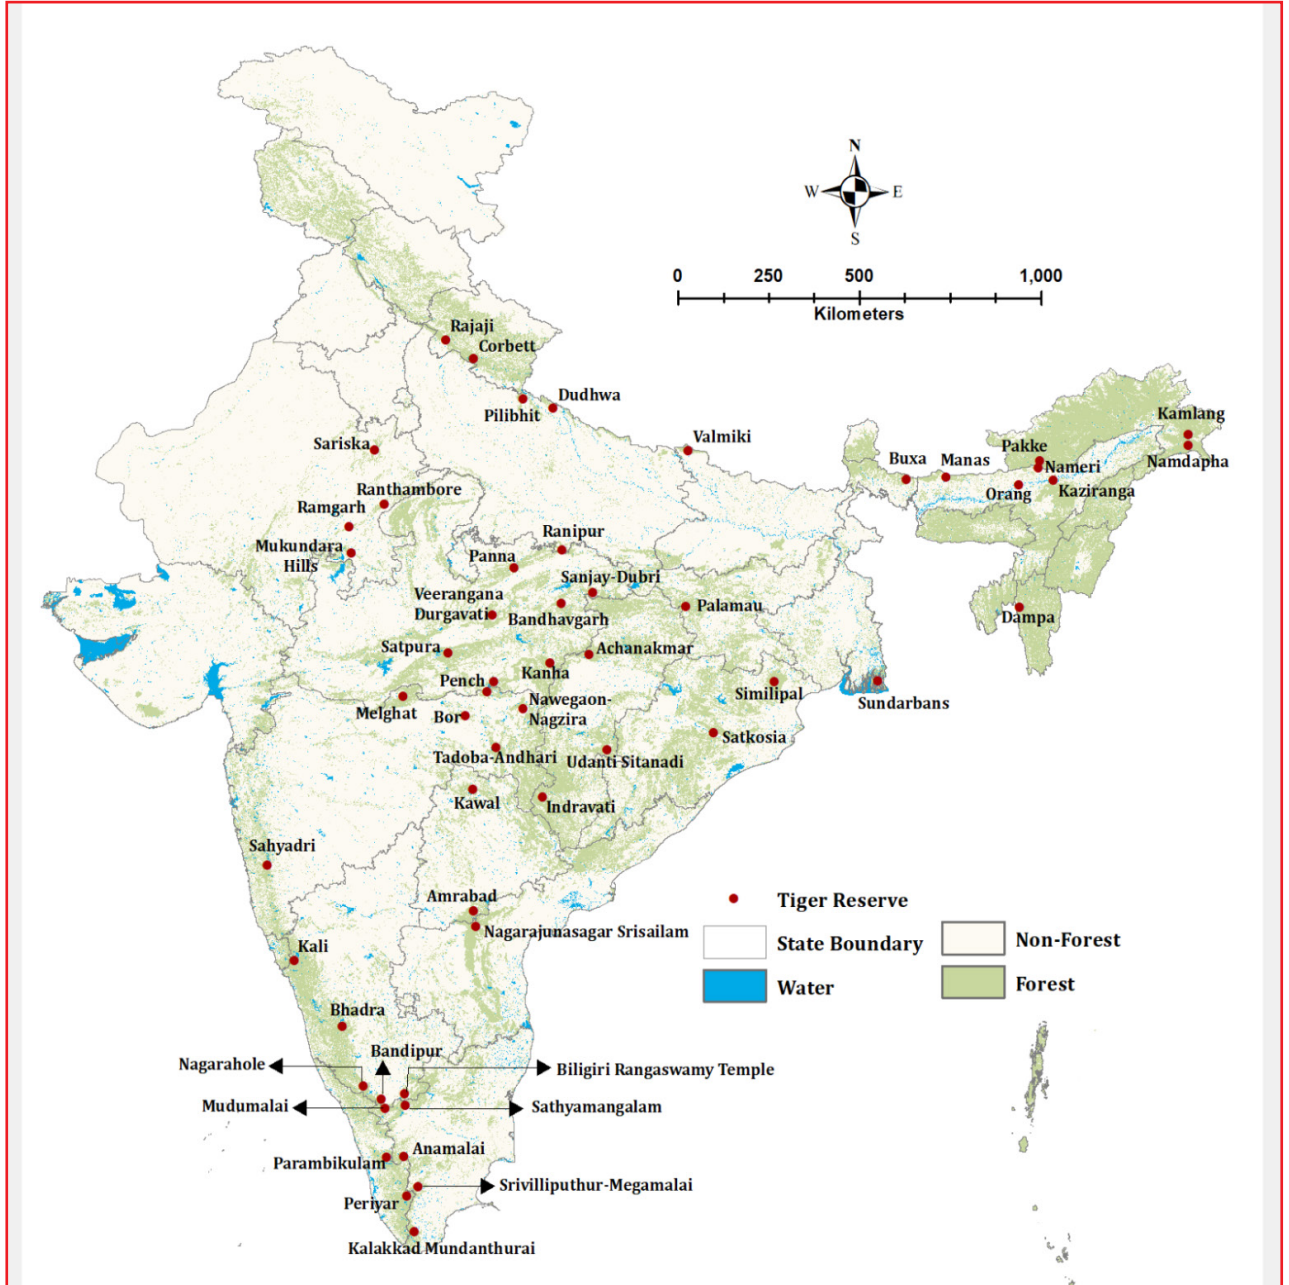 N
W
E
S
0
250
500
1,000
Kilometers
Rajaji
Corbett
Dudhwa
Pilibhit
Kamlang
Sariska
Valmiki
Pakke
Buxa
Manas
Nameri
Namdapha
Ranthambore
Orang
Kaziranga
Ramgarh
Ranipur
Mukundara
Hills
Panna
Sanjay-Dubri
Veerangana
Durgavati
Bandhavgarh
Palamau
Dampa
Satpura
Achanakmar
Kanha
Pench
Similipal
Sundarbans
Melghat
Bor
Nawegaon-
Nagzira
Satkosia
Tadoba-Andhari
Udanti-Sitanadi
Kawal
Indravati
Sahyadri
Amrabad
Nagarajunasagar Srisailam
Kali
Tiger Reserve
State Boundary
Non-Forest
Water
Forest
Bhadra
Bandipur
Nagarahole
Biligiri Rangaswamy Temple
Mudumalai
Sathyamangalam
Anamalai
Parambikulam
Srivilliputhur-Megamalai
Periyar
Kalakkad Mundanthurai